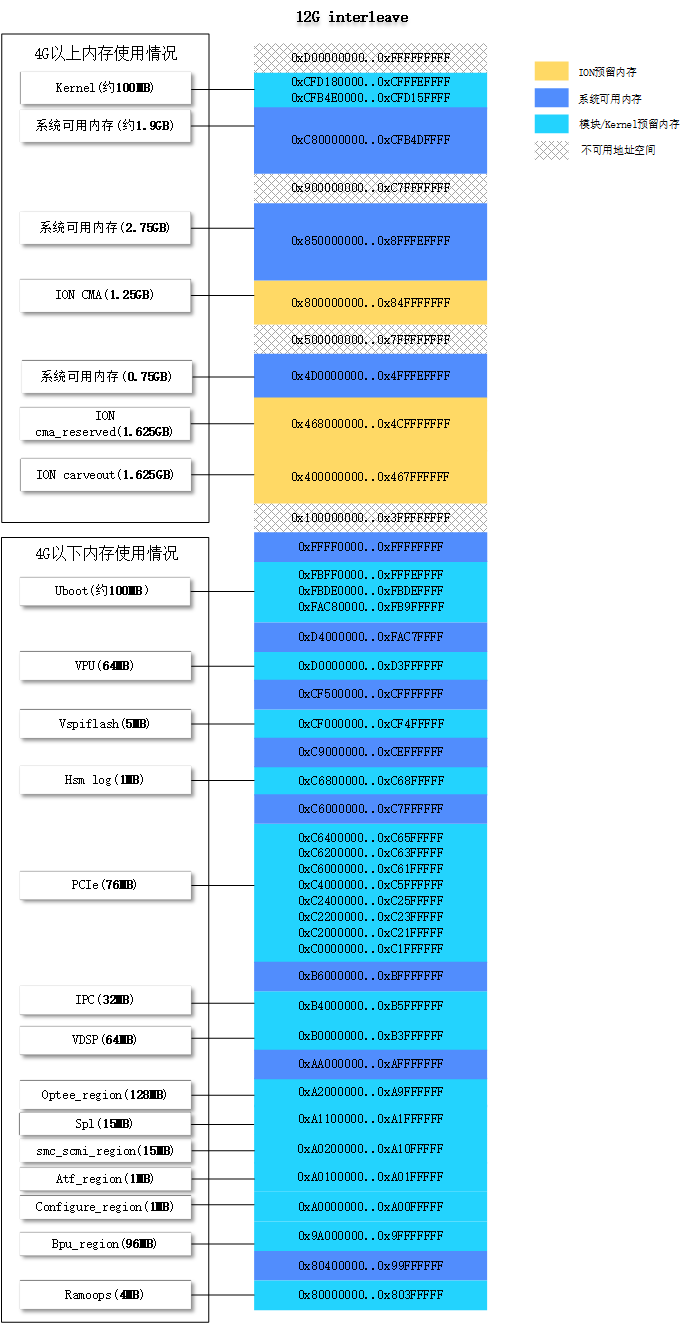 12G interleave
4G以上内存使用情况
Kernel(约100MB)
系统可用内存(约1.9GB)
系统可用内存(2.75GB)
ION CMA(1.25GB)
系统可用内存(0.75GB)
ION
cma_reserved(1.625GB)
ION carveout(1.625GB)
4G以下内存使用情况
Uboot(约100MB)
VPU(64MB)
Vspiflash(5MB)
Hsm log(1MB)
PCIe(76MB)
IPC(32MB)
VDSP(64MB)
Optee_region(128MB)
Spl(15MB)
smc_scmi_region(15MB)
Atf_region(1MB)
Configure_region(1MB)
Bpu_region(96MB)
Ramoops(4MB)
0xD00000000..0xFFFFFFFFF
0xCFD180000..0xCFFFEFFFF
0xCFB4E0000..0xCFD15FFFF
0xC80000000..0xCFB4DFFFF
0x900000000..0xC7FFFFFFF
0x850000000..0x8FFFEFFFF
0x800000000..0x84FFFFFFF
0x500000000..0x7FFFFFFFF
0x4D0000000..0x4FFFEFFFF
0x468000000..0x4CFFFFFFF
0x400000000..0x467FFFFFF
0x100000000..0x3FFFFFFFF
0xFFFF0000..0xFFFFFFFF
0xFBFF0000..0xFFFEFFFF
0xFBDE0000..0xFBDEFFFF
0xFAC80000..0xFB9FFFFF
0xD4000000..0xFAC7FFFF
0xD0000000..0xD3FFFFFF
0xCF500000..0xCFFFFFFF
0xCF000000..0xCF4FFFFF
0xC9000000..0xCEFFFFFF
0xC6800000..0xC68FFFFF
0xC6000000..0xC7FFFFFF
0xC6400000..0xC65FFFFF
0xC6200000..0xC63FFFFF
0xC6000000..0xC61FFFFF
0xC4000000..0xC5FFFFFF
0xC2400000..0xC25FFFFF
0xC2200000..0xC23FFFFF
0xC2000000..0xC21FFFFF
0xC0000000..0xC1FFFFFF
0xB6000000..0xBFFFFFFF
0xB4000000..0xB5FFFFFF
0xB0000000..0xB3FFFFFF
0xAA000000..0xAFFFFFFF
0xA2000000..0xA9FFFFFF
0xA1100000..0xA1FFFFFF
0xA0200000..0xA10FFFFF
0xA0100000..0xA01FFFFF
0xA0000000..0xA00FFFFF
0x9A000000..0x9FFFFFFF
0x80400000..0x99FFFFFF
0x80000000..0x803FFFFF
ION预留内存
系统可用内存
模块/Kernel预留内存
不可用地址空间